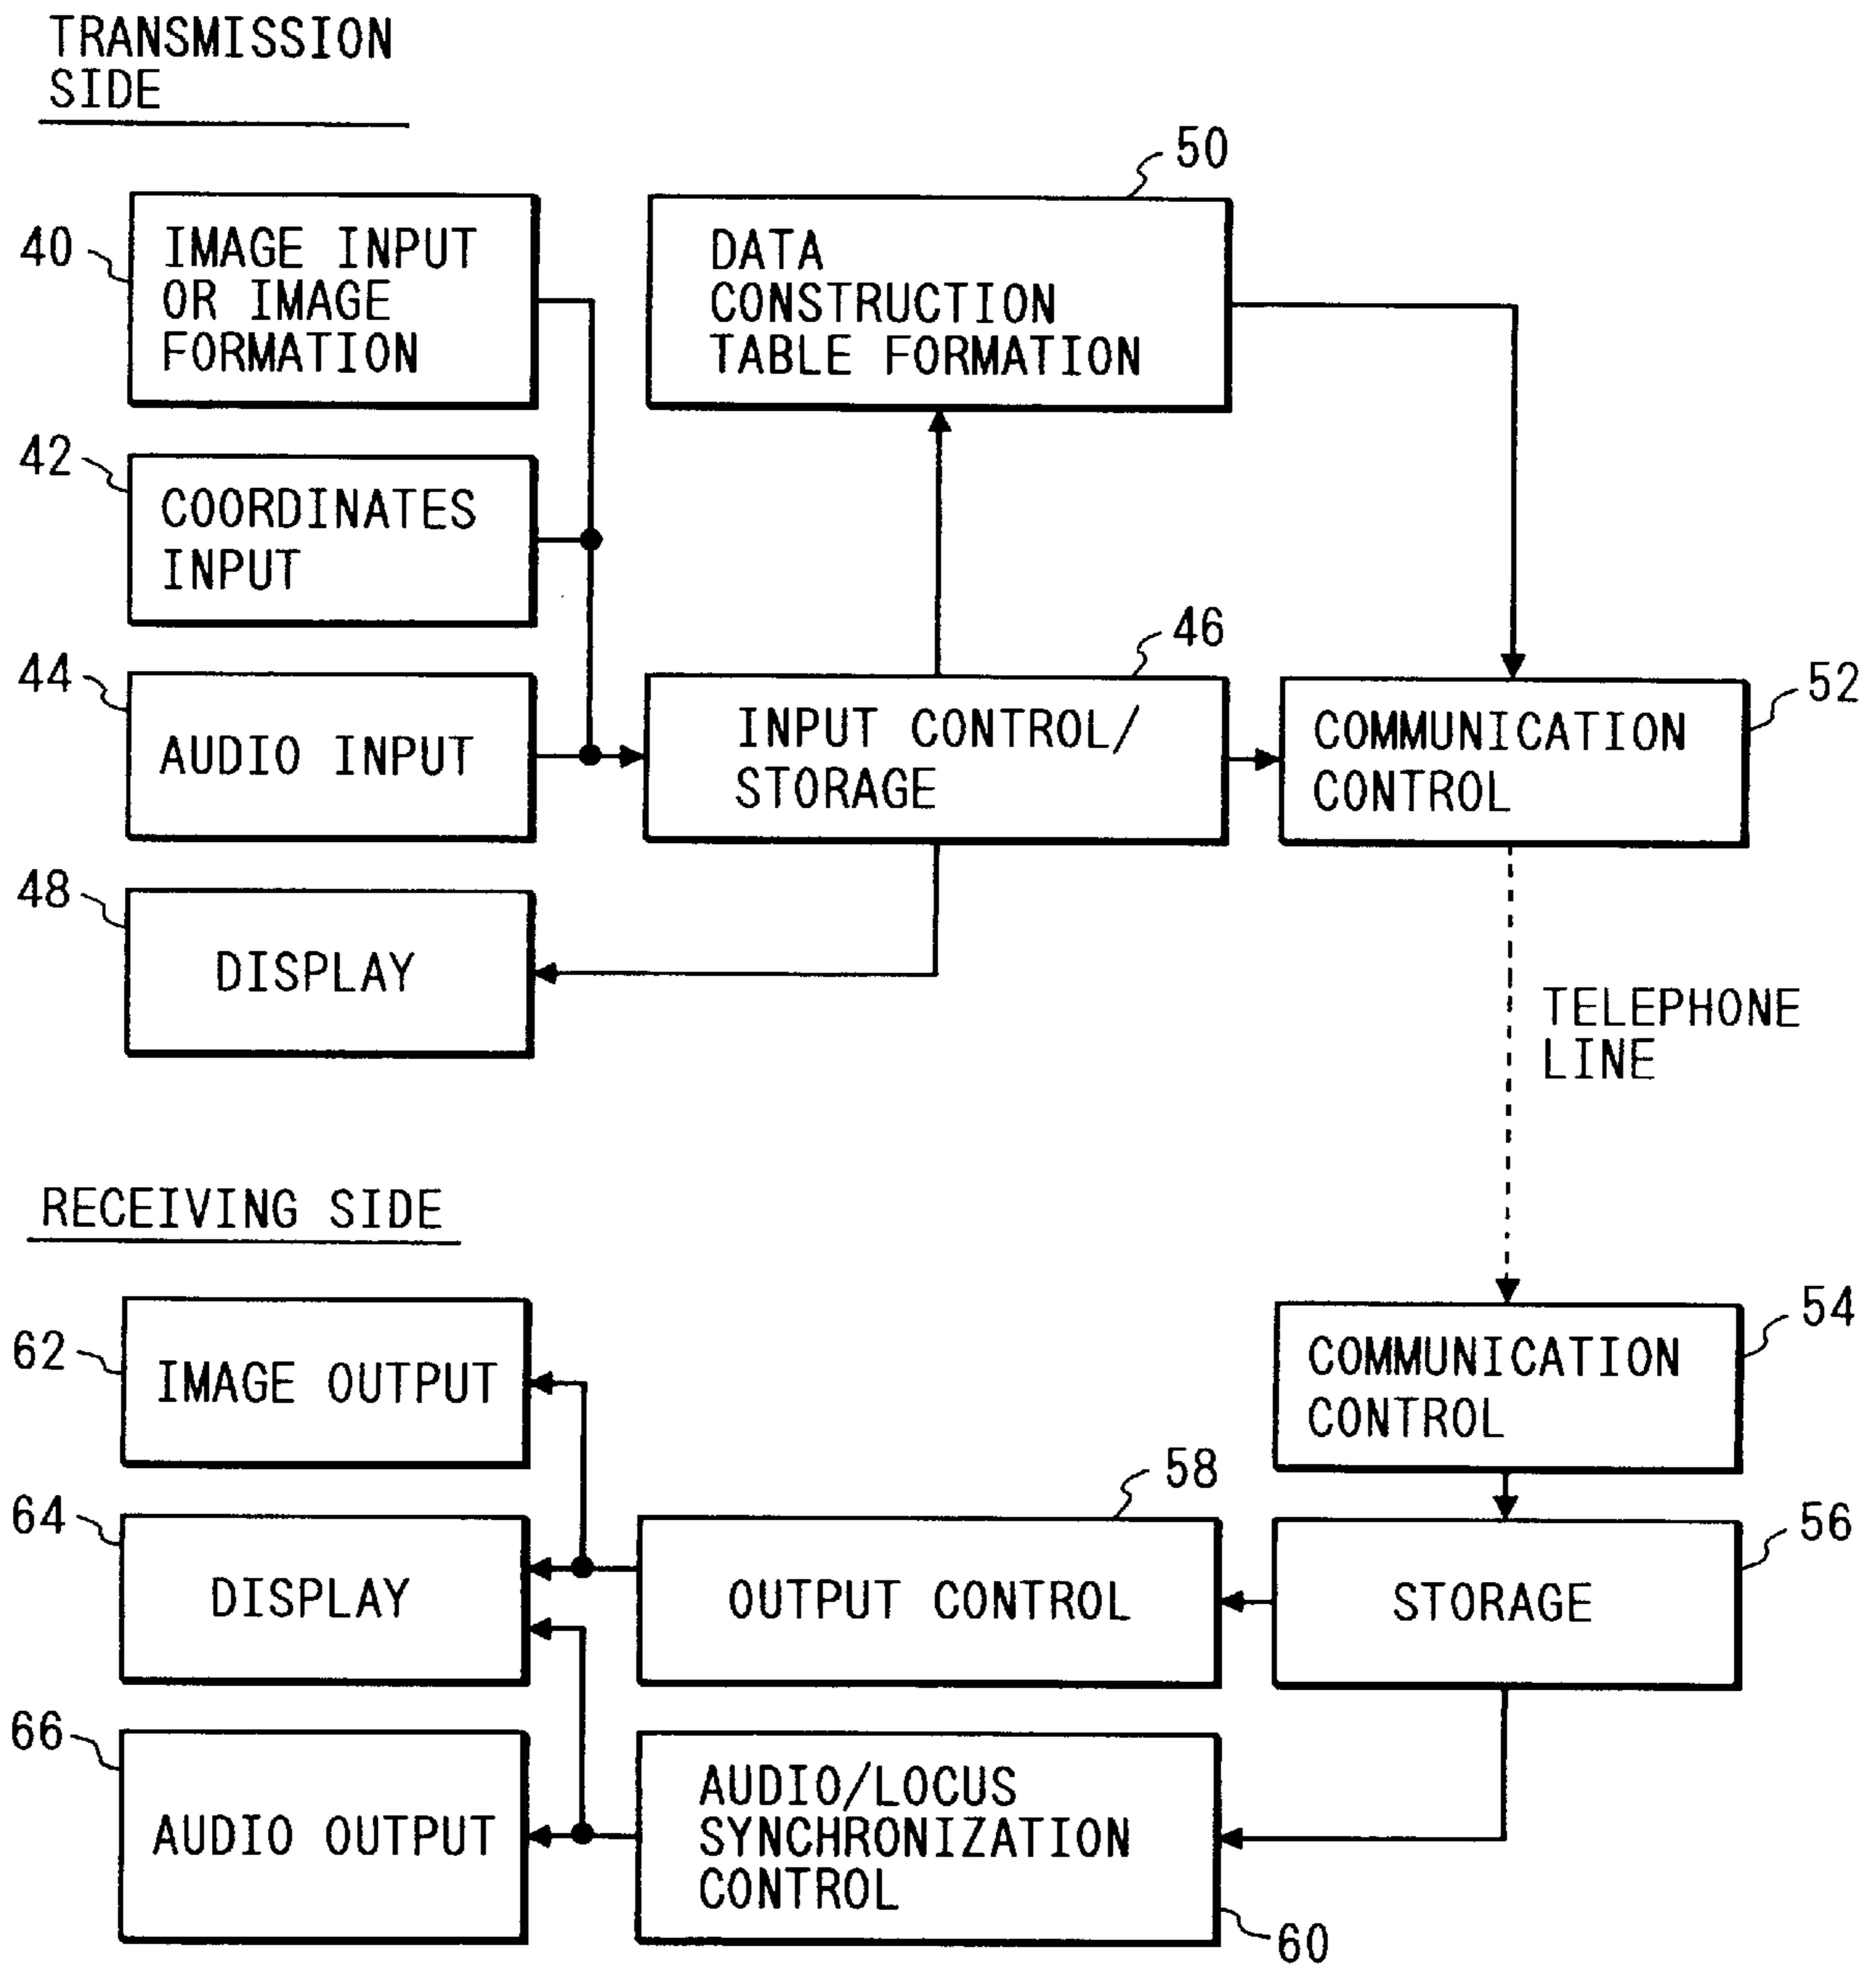 TRANSMISSION
SIDE
50
40
IMAGE INPUT
OR IMAGE
FORMATION
DATA
CONSTRUCTION
TABLE FORMATION
42
COORDINATES
INPUT
46
44
AUDIO INPUT
INPUT CONTROL/
STORAGE
52
COMMUNICATION
CONTROL
48
DISPLAY
TELEPHONE
LINE
RECEIVING SIDE
62
IMAGE OUTPUT
54
COMMUNICATION
CONTROL
58
64
DISPLAY
OUTPUT CONTROL
56
STORAGE
66
AUDIO OUTPUT
AUDIO/LOCUS
SYNCHRONIZATION
CONTROL
60